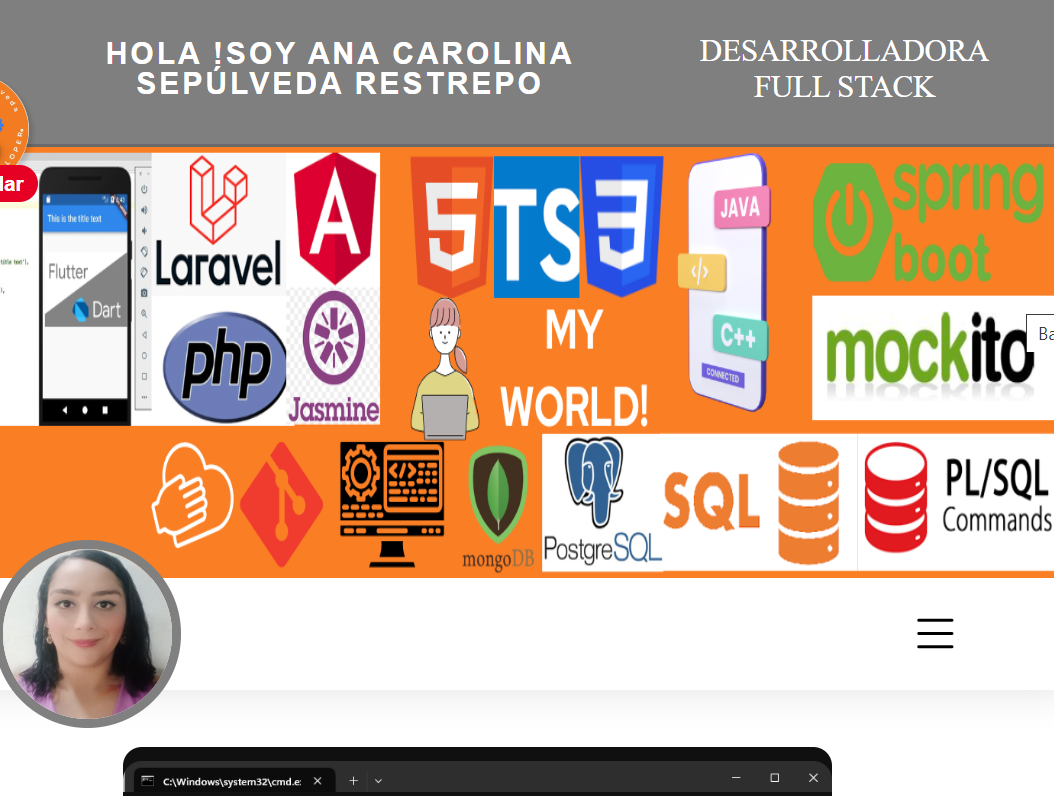 HOLA !SOY ANA CAROLINA
SEPÚLVEDA RESTREPO
DESARROLLADORA
FULL STACK
lar
This is the title text
title text'),
Flutter
Dart
Laravel
A
5
TS
3
JAVA
</>
C++
CONNECTED
spring
boot
php
Jasmine
MY
WORLD!
mockito
Ba
</>
mongoDB
PostgreSQL
SQL
PL/SQL
Commands
C:\Windows\system32\cmd.e: